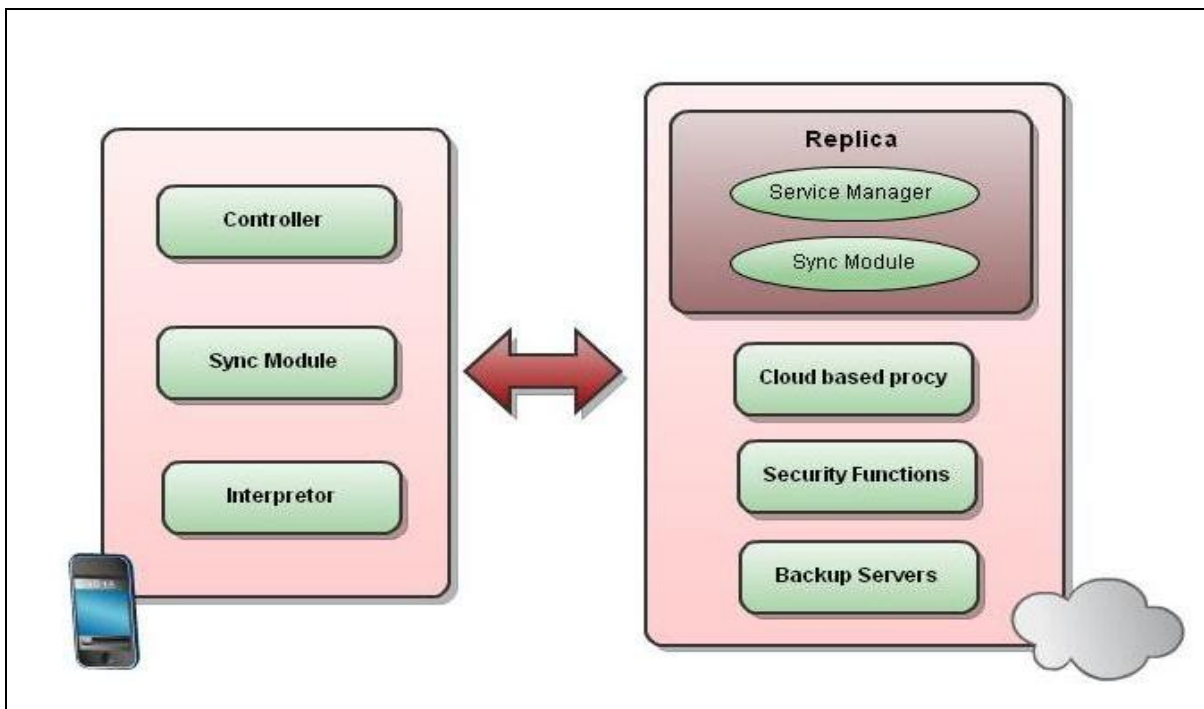 Controller
Sync Module
Interpretor
Replica
Service Manager
Sync Module
Cloud based procy
Security Functions
Backup Servers